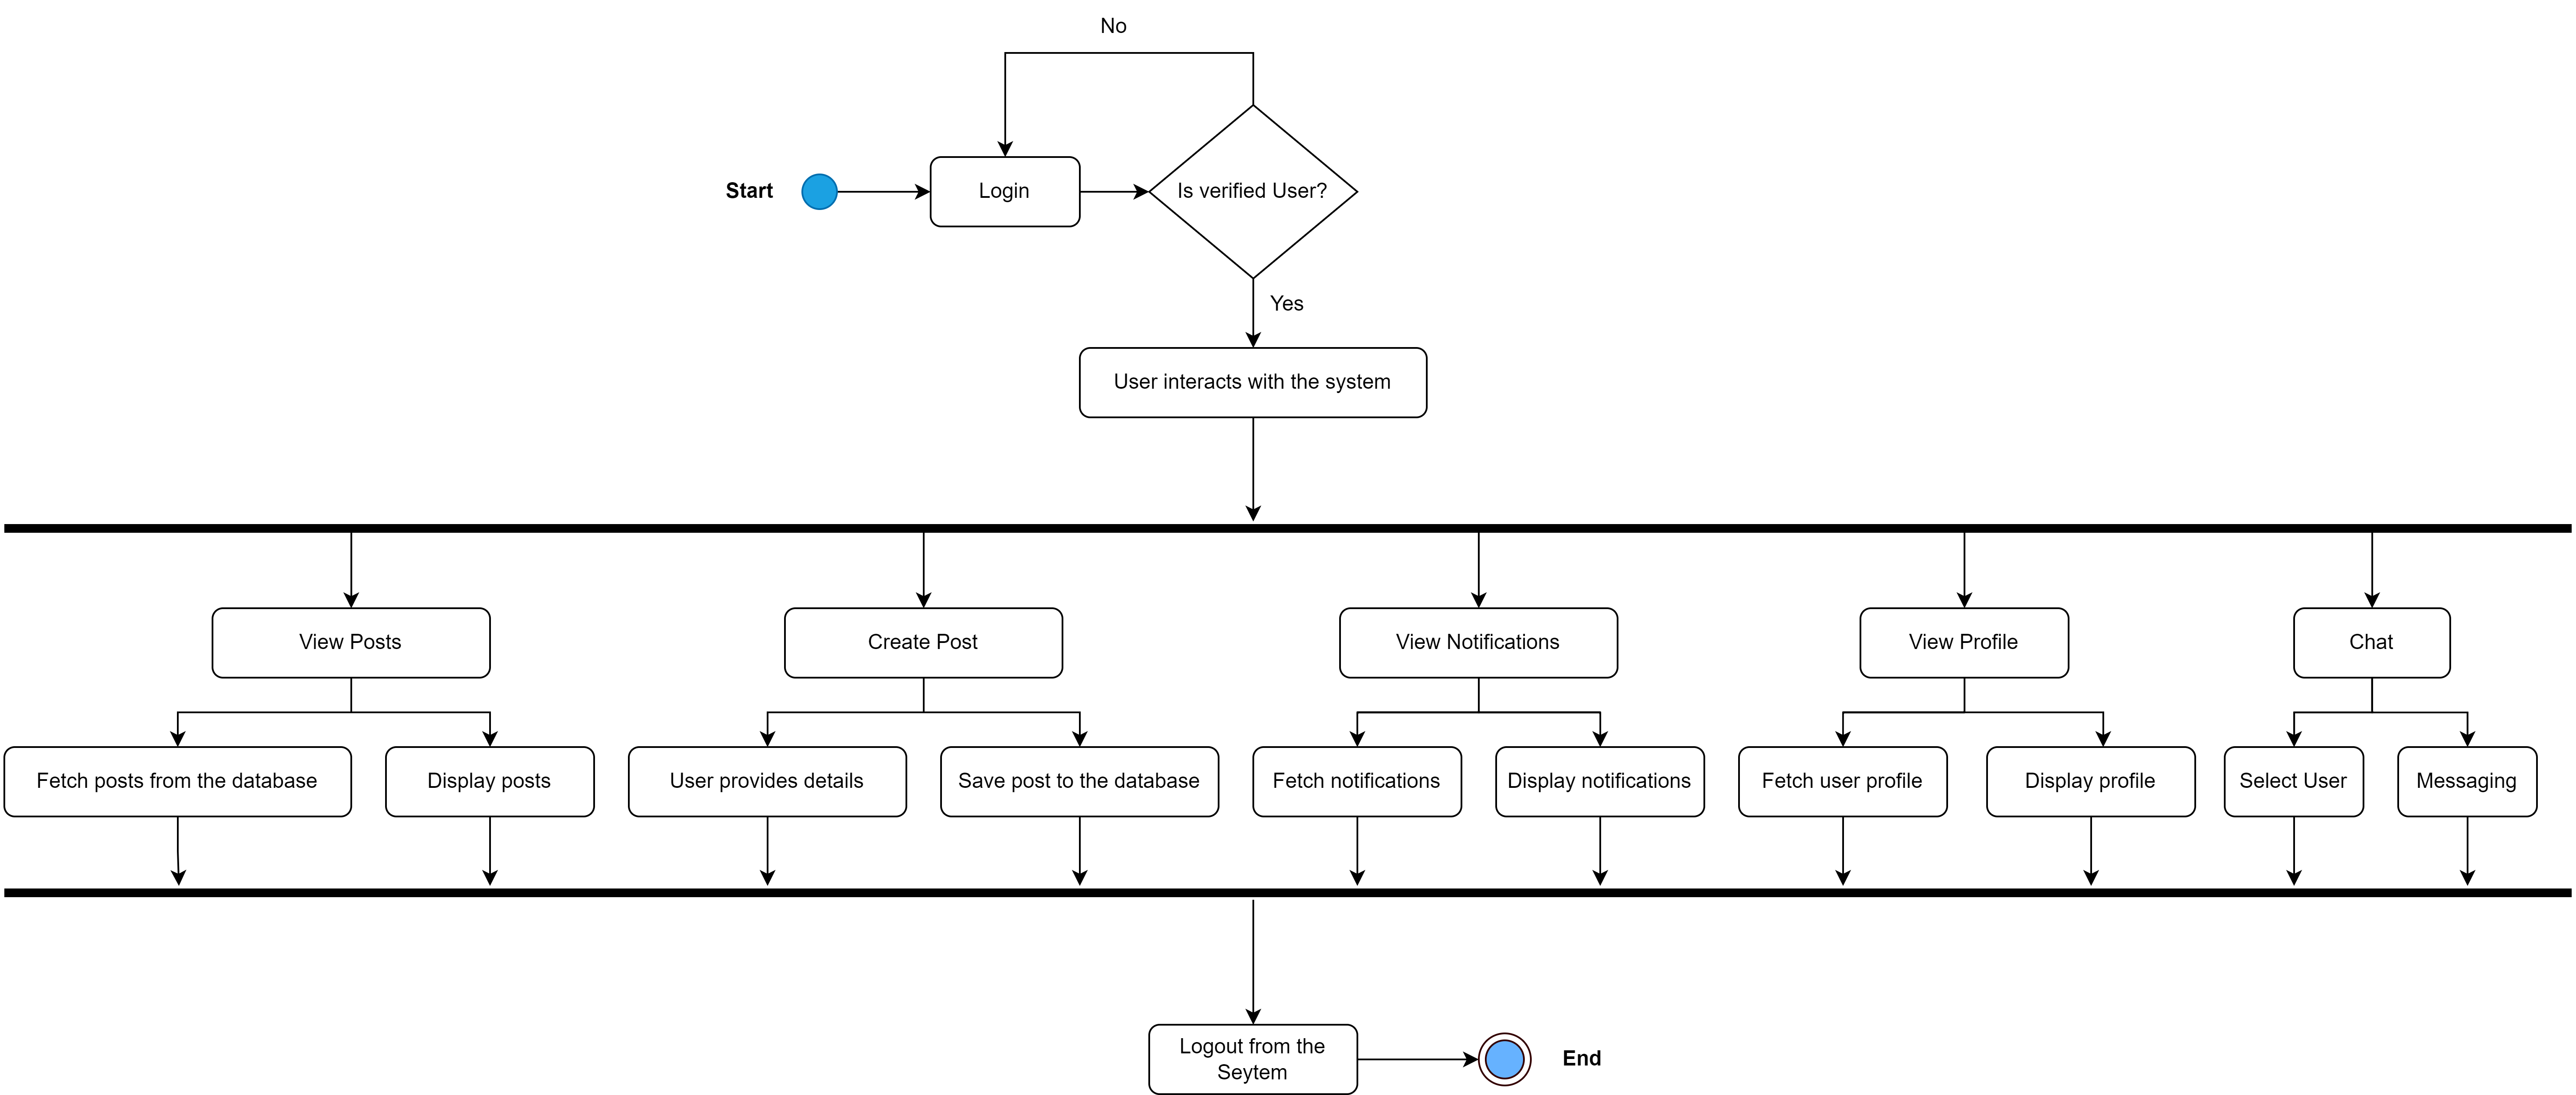 No
Start
Login
Is verified User?
Yes
User interacts with the system
View Posts
Create Post
View Notifications
View Profile
Chat
Fetch posts from the database
Display posts
User provides details
Save post to the database
Fetch notifications
Display notifications
Fetch user profile
Display profile
Select User
Messaging
Logout from the
Seytem
End